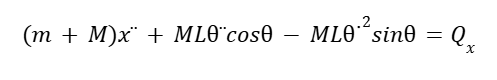 (m + M)x¨ + MLθ¨cosθ − MLθ˙²sinθ = Qₓ